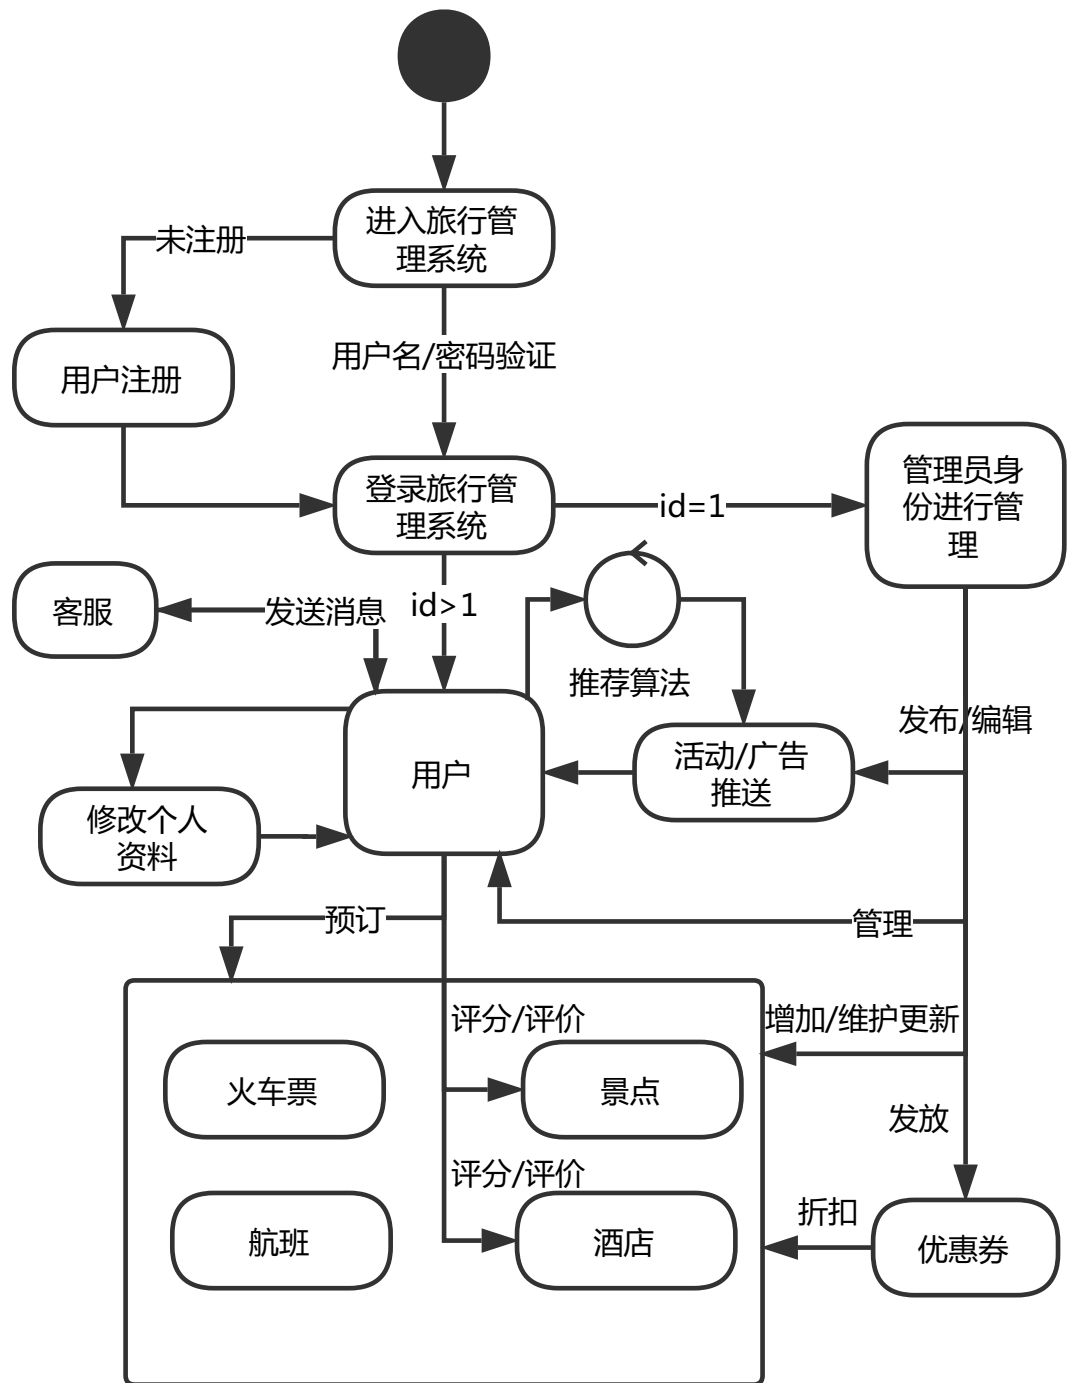 进入旅行管
理系统
未注册
用户名/密码验证
用户注册
登录旅行管
理系统
id=1
管理员身
份进行管
理
客服
发送消息
id>1
推荐算法
发布/编辑
用户
活动/广告
推送
修改个人
资料
预订
管理
评分/评价
增加/维护更新
火车票
景点
发放
评分/评价
折扣
航班
酒店
优惠券